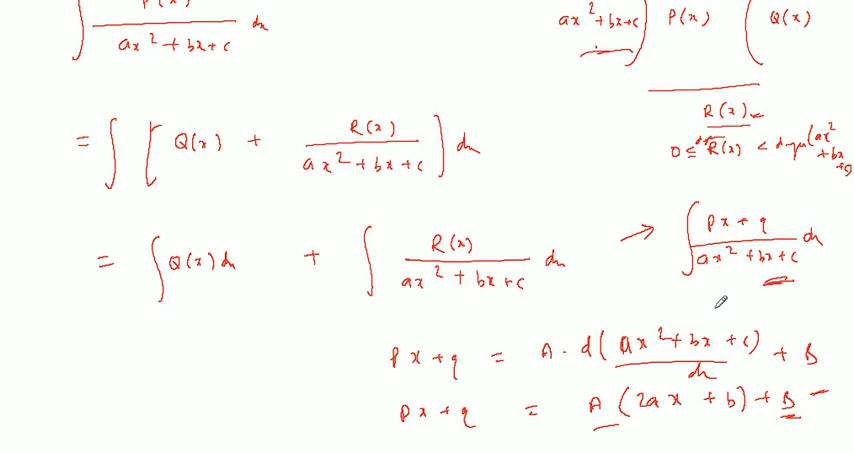 ∫ P(x) / (ax² + bx + c) dx
ax² + bx + c ) P(x) ( Q(x)
R(x)
0 ≤ deg R(x) < degree (ax² + bx + c)
= ∫ [ Q(x) + R(x) / (ax² + bx + c) ] dx
= ∫ Q(x) dx + ∫ R(x) / (ax² + bx + c) dx → ∫ (px + q) / (ax² + bx + c) dx
px + q = A · d(ax² + bx + c) / dx + B
px + q = A (2ax + b) + B